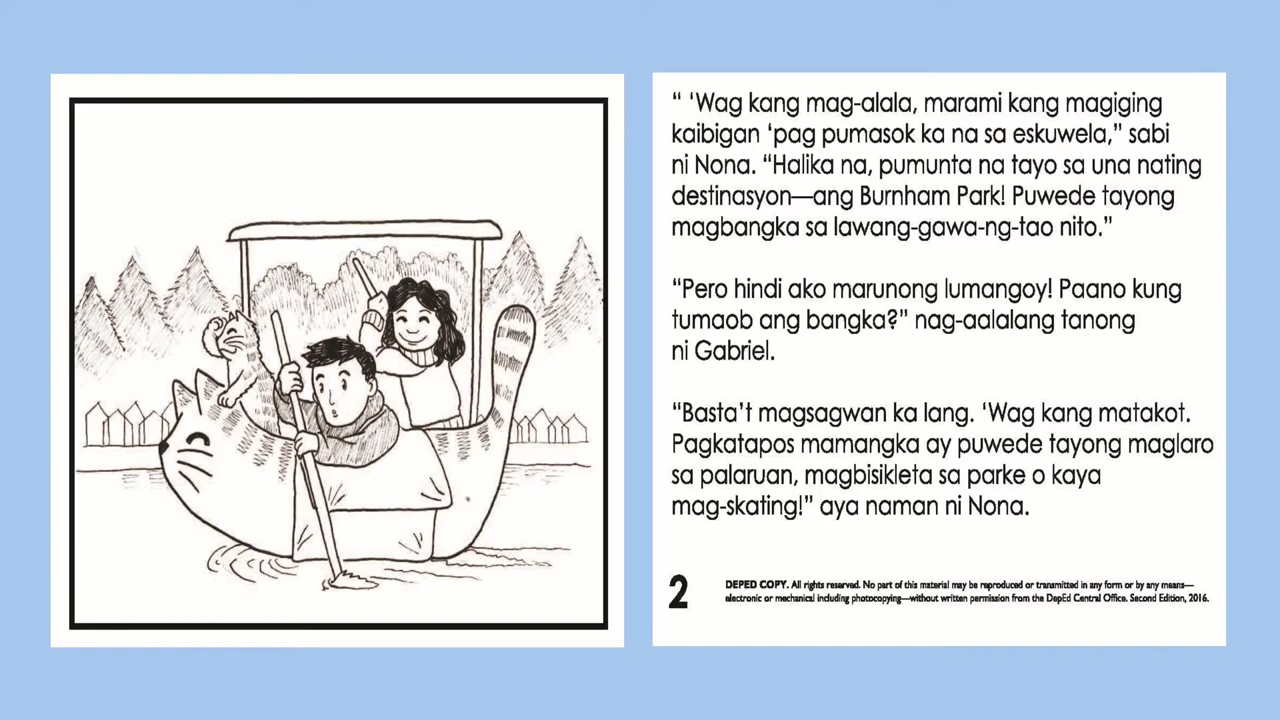 “ ‘Wag kang mag-alala, marami kang magiging
kaibigan ‘pag pumasok ka na sa eskuwela,” sabi
ni Nona. “Halika na, pumunta na tayo sa una nating
destinasyon—ang Burnham Park! Puwede tayong
magbangka sa lawang-gawa-ng-tao nito.”
“Pero hindi ako marunong lumangoy! Paano kung
tumaob ang bangka?” nag-aalalang tanong
ni Gabriel.
“Basta’t magsagwan ka lang. ‘Wag kang matakot.
Pagkatapos mamangka ay puwede tayong maglaro
sa palaruan, magbisikleta sa parke o kaya
mag-skating!” aya naman ni Nona.
2
DEPED COPY. All rights reserved. No part of this material may be reproduced or transmitted in any form or by any means—
electronic or mechanical including photocopying—without written permission from the DepEd Central Office. Second Edition, 2016.